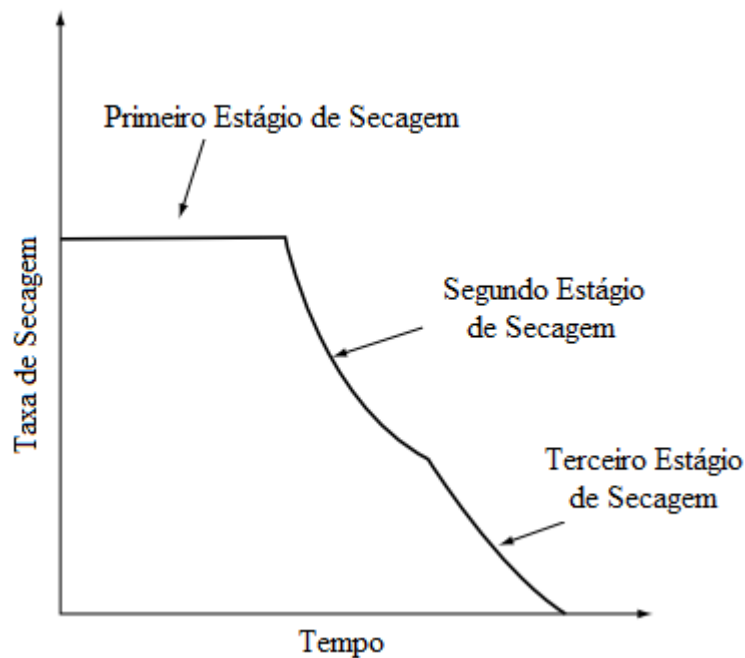 Primeiro Estágio de Secagem
Segundo Estágio
de Secagem
Terceiro Estágio
de Secagem
Taxa de Secagem
Tempo